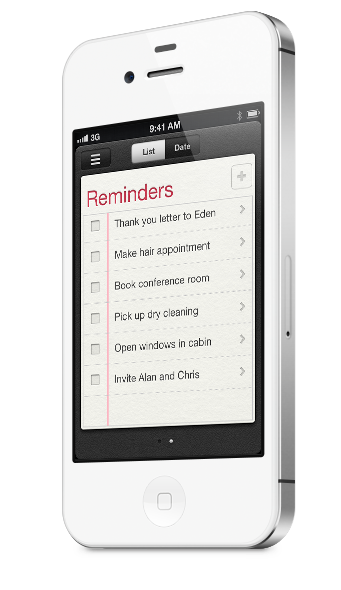 3G 9:41 AM
List Date
Reminders
Thank you letter to Eden
Make hair appointment
Book conference room
Pick up dry cleaning
Open windows in cabin
Invite Alan and Chris